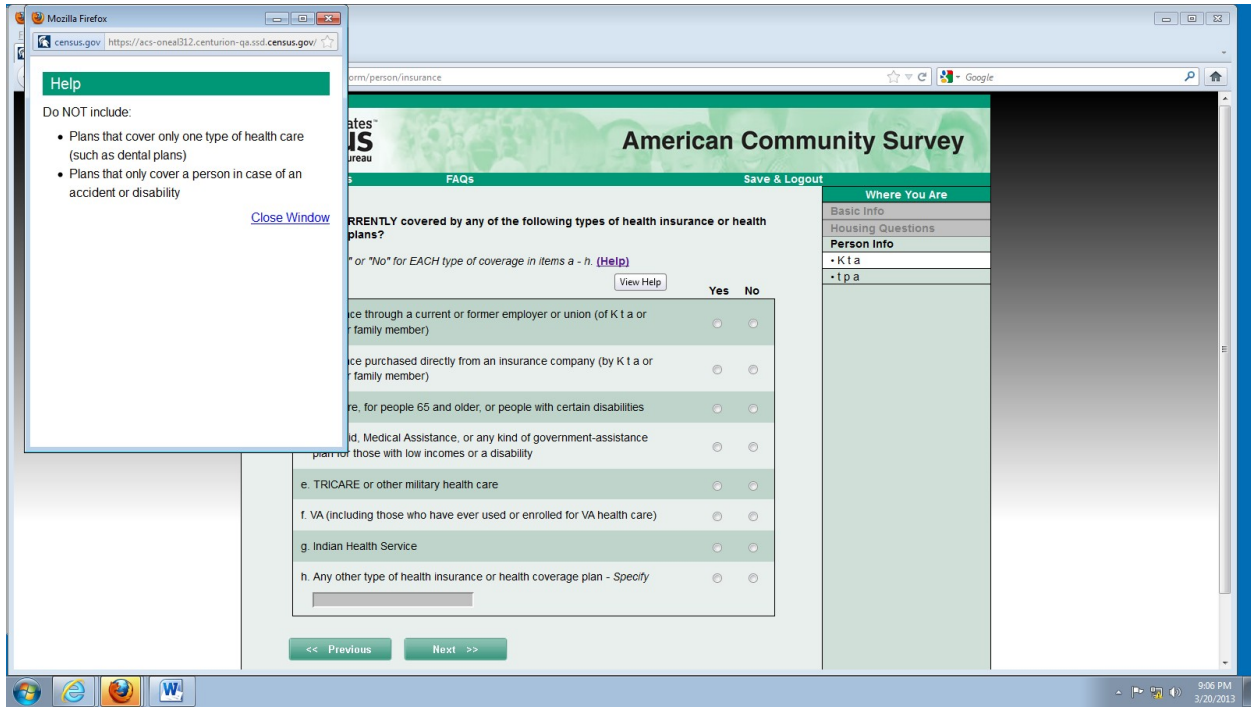 Mozilla Firefox
census.gov https://acs-oneal312.centurion-qa.ssd.census.gov/
orm/person/insurance
Google
Help
Do NOT include:
• Plans that cover only one type of health care
(such as dental plans)
• Plans that only cover a person in case of an
accident or disability
Close Window
ates
US
ureau
American Community Survey
s FAQs Save & Logout
RRENTLY covered by any of the following types of health insurance or health
plans?
" or "No" for EACH type of coverage in items a - h. (Help)
View Help
Yes No
ce through a current or former employer or union (of K t a or
r family member)
ce purchased directly from an insurance company (by K t a or
r family member)
re, for people 65 and older, or people with certain disabilities
id, Medical Assistance, or any kind of government-assistance
plan for those with low incomes or a disability
e. TRICARE or other military health care
f. VA (including those who have ever used or enrolled for VA health care)
g. Indian Health Service
h. Any other type of health insurance or health coverage plan - Specify
<< Previous Next >>
Where You Are
Basic Info
Housing Questions
Person Info
• K t a
• t p a
9:06 PM
3/20/2013